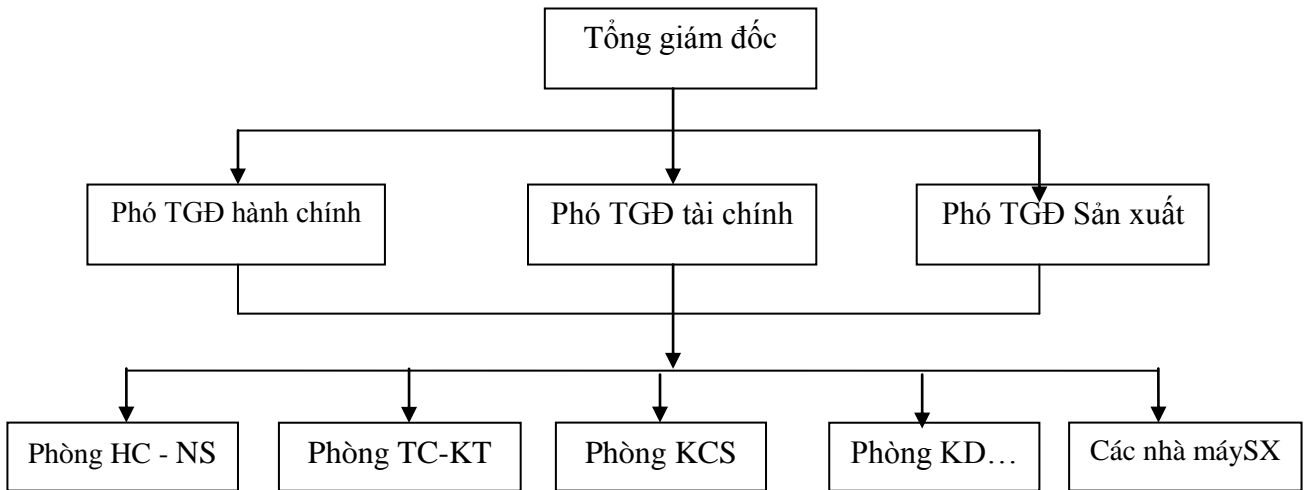 Tổng giám đốc
Phó TGĐ hành chính
Phó TGĐ tài chính
Phó TGĐ Sản xuất
Phòng HC - NS
Phòng TC-KT
Phòng KCS
Phòng KD…
Các nhà máySX